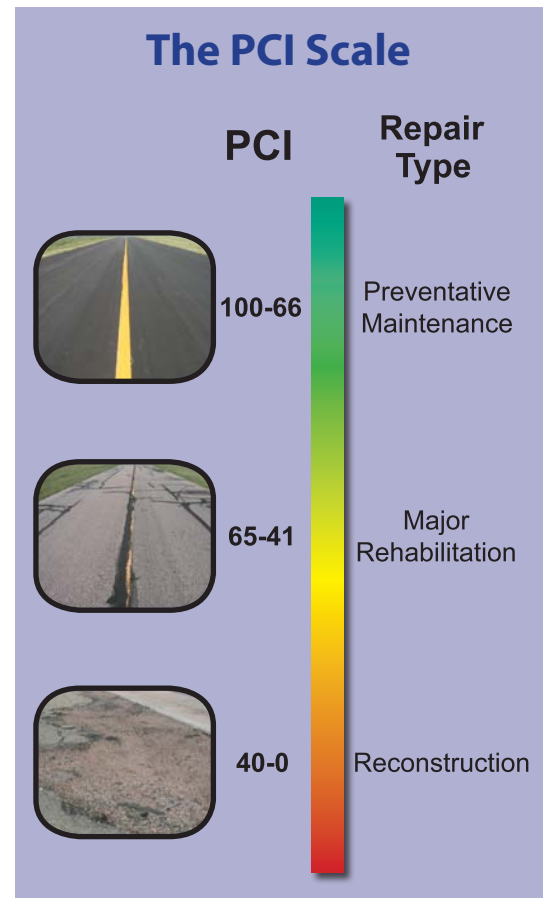 The PCI Scale
PCI
Repair
Type
100-66
Preventative
Maintenance
65-41
Major
Rehabilitation
40-0
Reconstruction